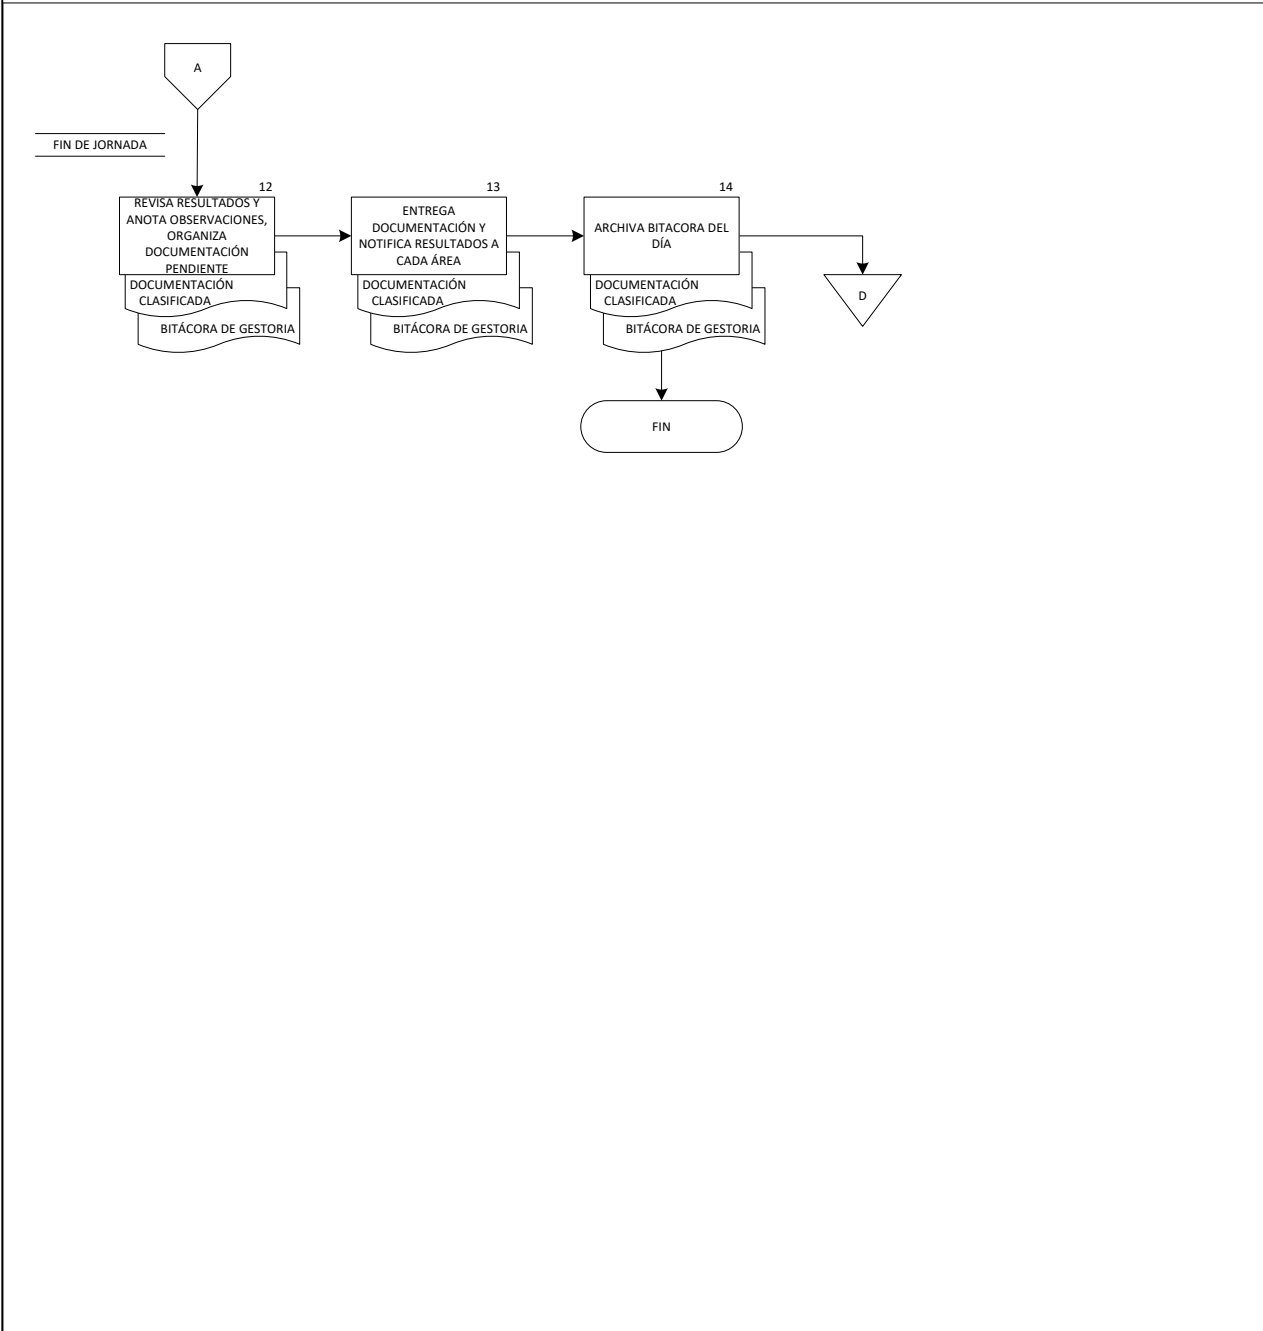 A
FIN DE JORNADA
12
REVISA RESULTADOS Y
ANOTA OBSERVACIONES,
ORGANIZA
DOCUMENTACIÓN
PENDIENTE
DOCUMENTACIÓN
CLASIFICADA
BITÁCORA DE GESTORIA
13
ENTREGA
DOCUMENTACIÓN Y
NOTIFICA RESULTADOS A
CADA ÁREA
DOCUMENTACIÓN
CLASIFICADA
BITÁCORA DE GESTORIA
14
ARCHIVA BITACORA DEL
DÍA
DOCUMENTACIÓN
CLASIFICADA
BITÁCORA DE GESTORIA
D
FIN